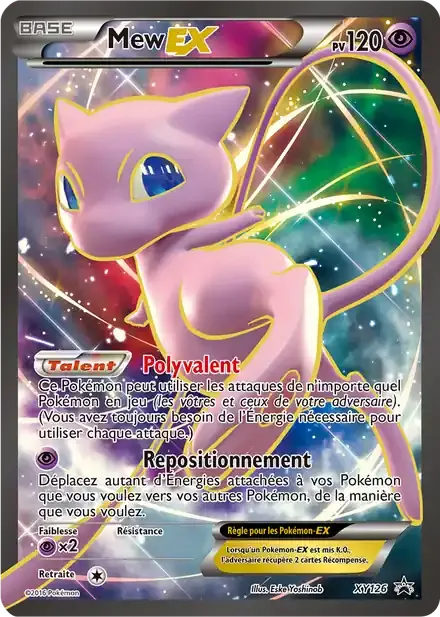 BASE
Mew EX
PV120
Talent Polyvalent
Ce Pokémon peut utiliser les attaques de n'importe quel
Pokémon en jeu (les vôtres et ceux de votre adversaire).
(Vous avez toujours besoin de l'Énergie nécessaire pour
utiliser chaque attaque.)
Repositionnement
Déplacez autant d'Énergies attachées à vos Pokémon
que vous voulez vers vos autres Pokémon, de la manière
que vous voulez.
Faiblesse Résistance
×2
Règle pour les Pokémon-EX
Lorsqu'un Pokémon-EX est mis K.O.,
l'adversaire récupère 2 cartes Récompense.
Retraite
©2016 Pokémon
Illus. Eske Yoshinob
XY126